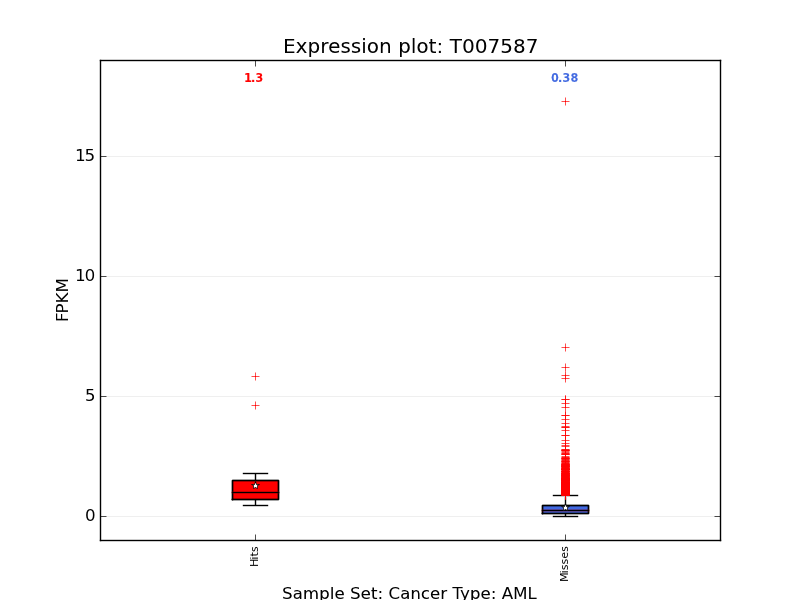 Expression plot: T007587
1.3
0.38
15
10
5
0
FPKM
Hits
Misses
Sample Set: Cancer Type: AML